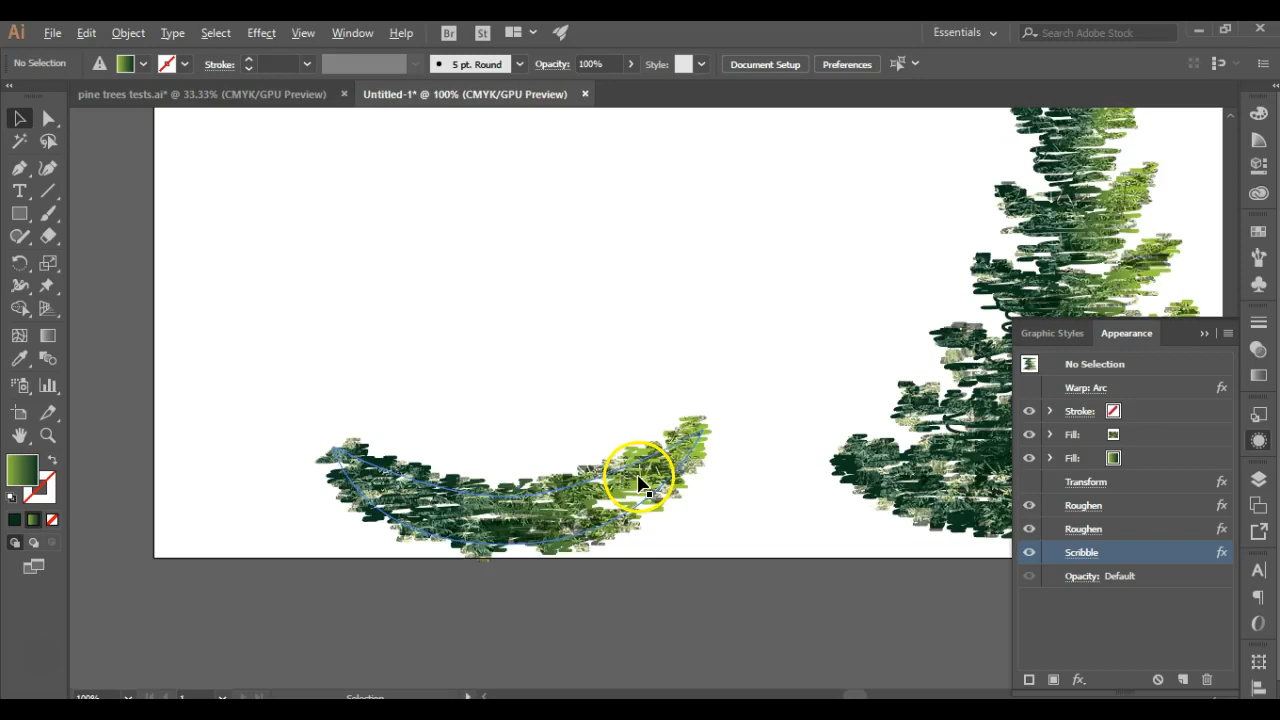 Ai File Edit Object Type Select Effect View Window Help Br St Essentials Search Adobe Stock
No Selection Stroke: 5 pt. Round Opacity: 100% Style: Document Setup Preferences
pine trees tests.ai* @ 33.33% (CMYK/GPU Preview) Untitled-1* @ 100% (CMYK/GPU Preview)
Graphic Styles Appearance
No Selection
Warp: Arc fx
Stroke:
Fill:
Fill:
Transform
Roughen fx
Roughen fx
Scribble fx
Opacity: Default
fx
100% 1 Selection